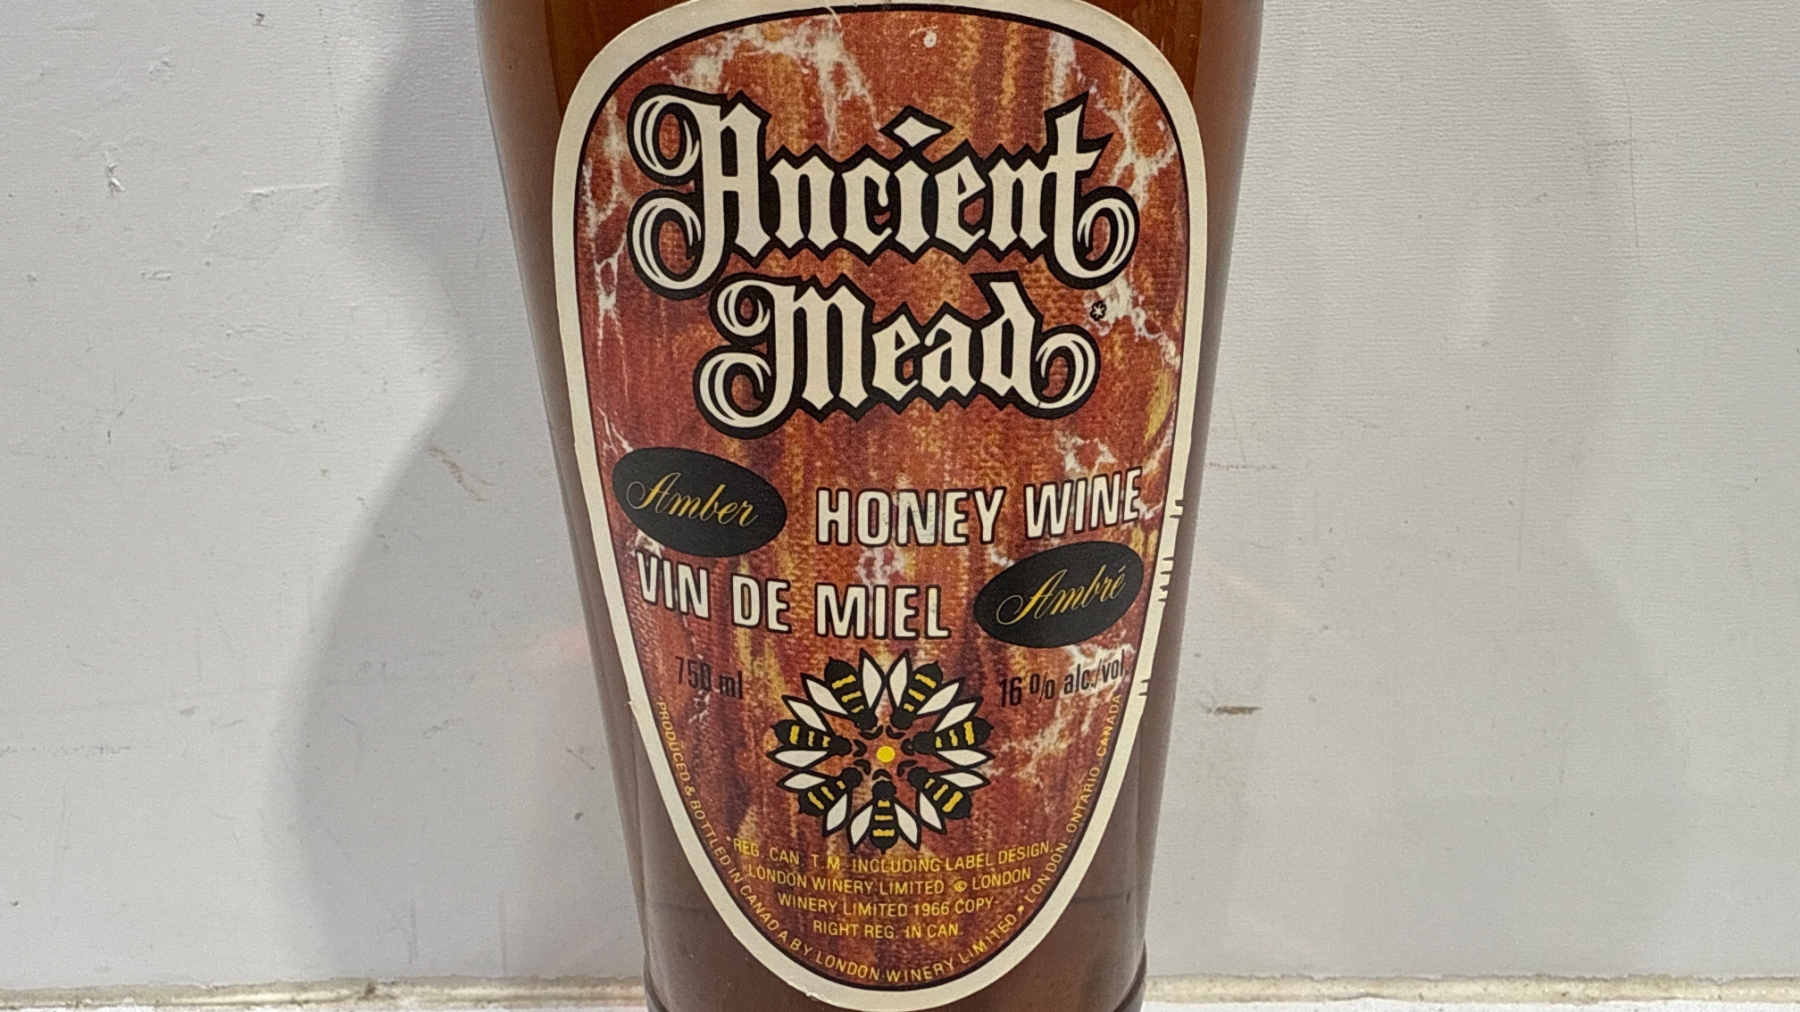 Ancient
Mead*
Amber HONEY WINE
VIN DE MIEL Ambré
750 ml 16% alc./vol.
*REG. CAN. T.M. INCLUDING LABEL DESIGN,
LONDON WINERY LIMITED © LONDON
WINERY LIMITED 1966 COPY-
RIGHT REG. IN CAN.
PRODUCED & BOTTLED IN CANADA BY LONDON WINERY LIMITED • LONDON, ONTARIO, CANADA